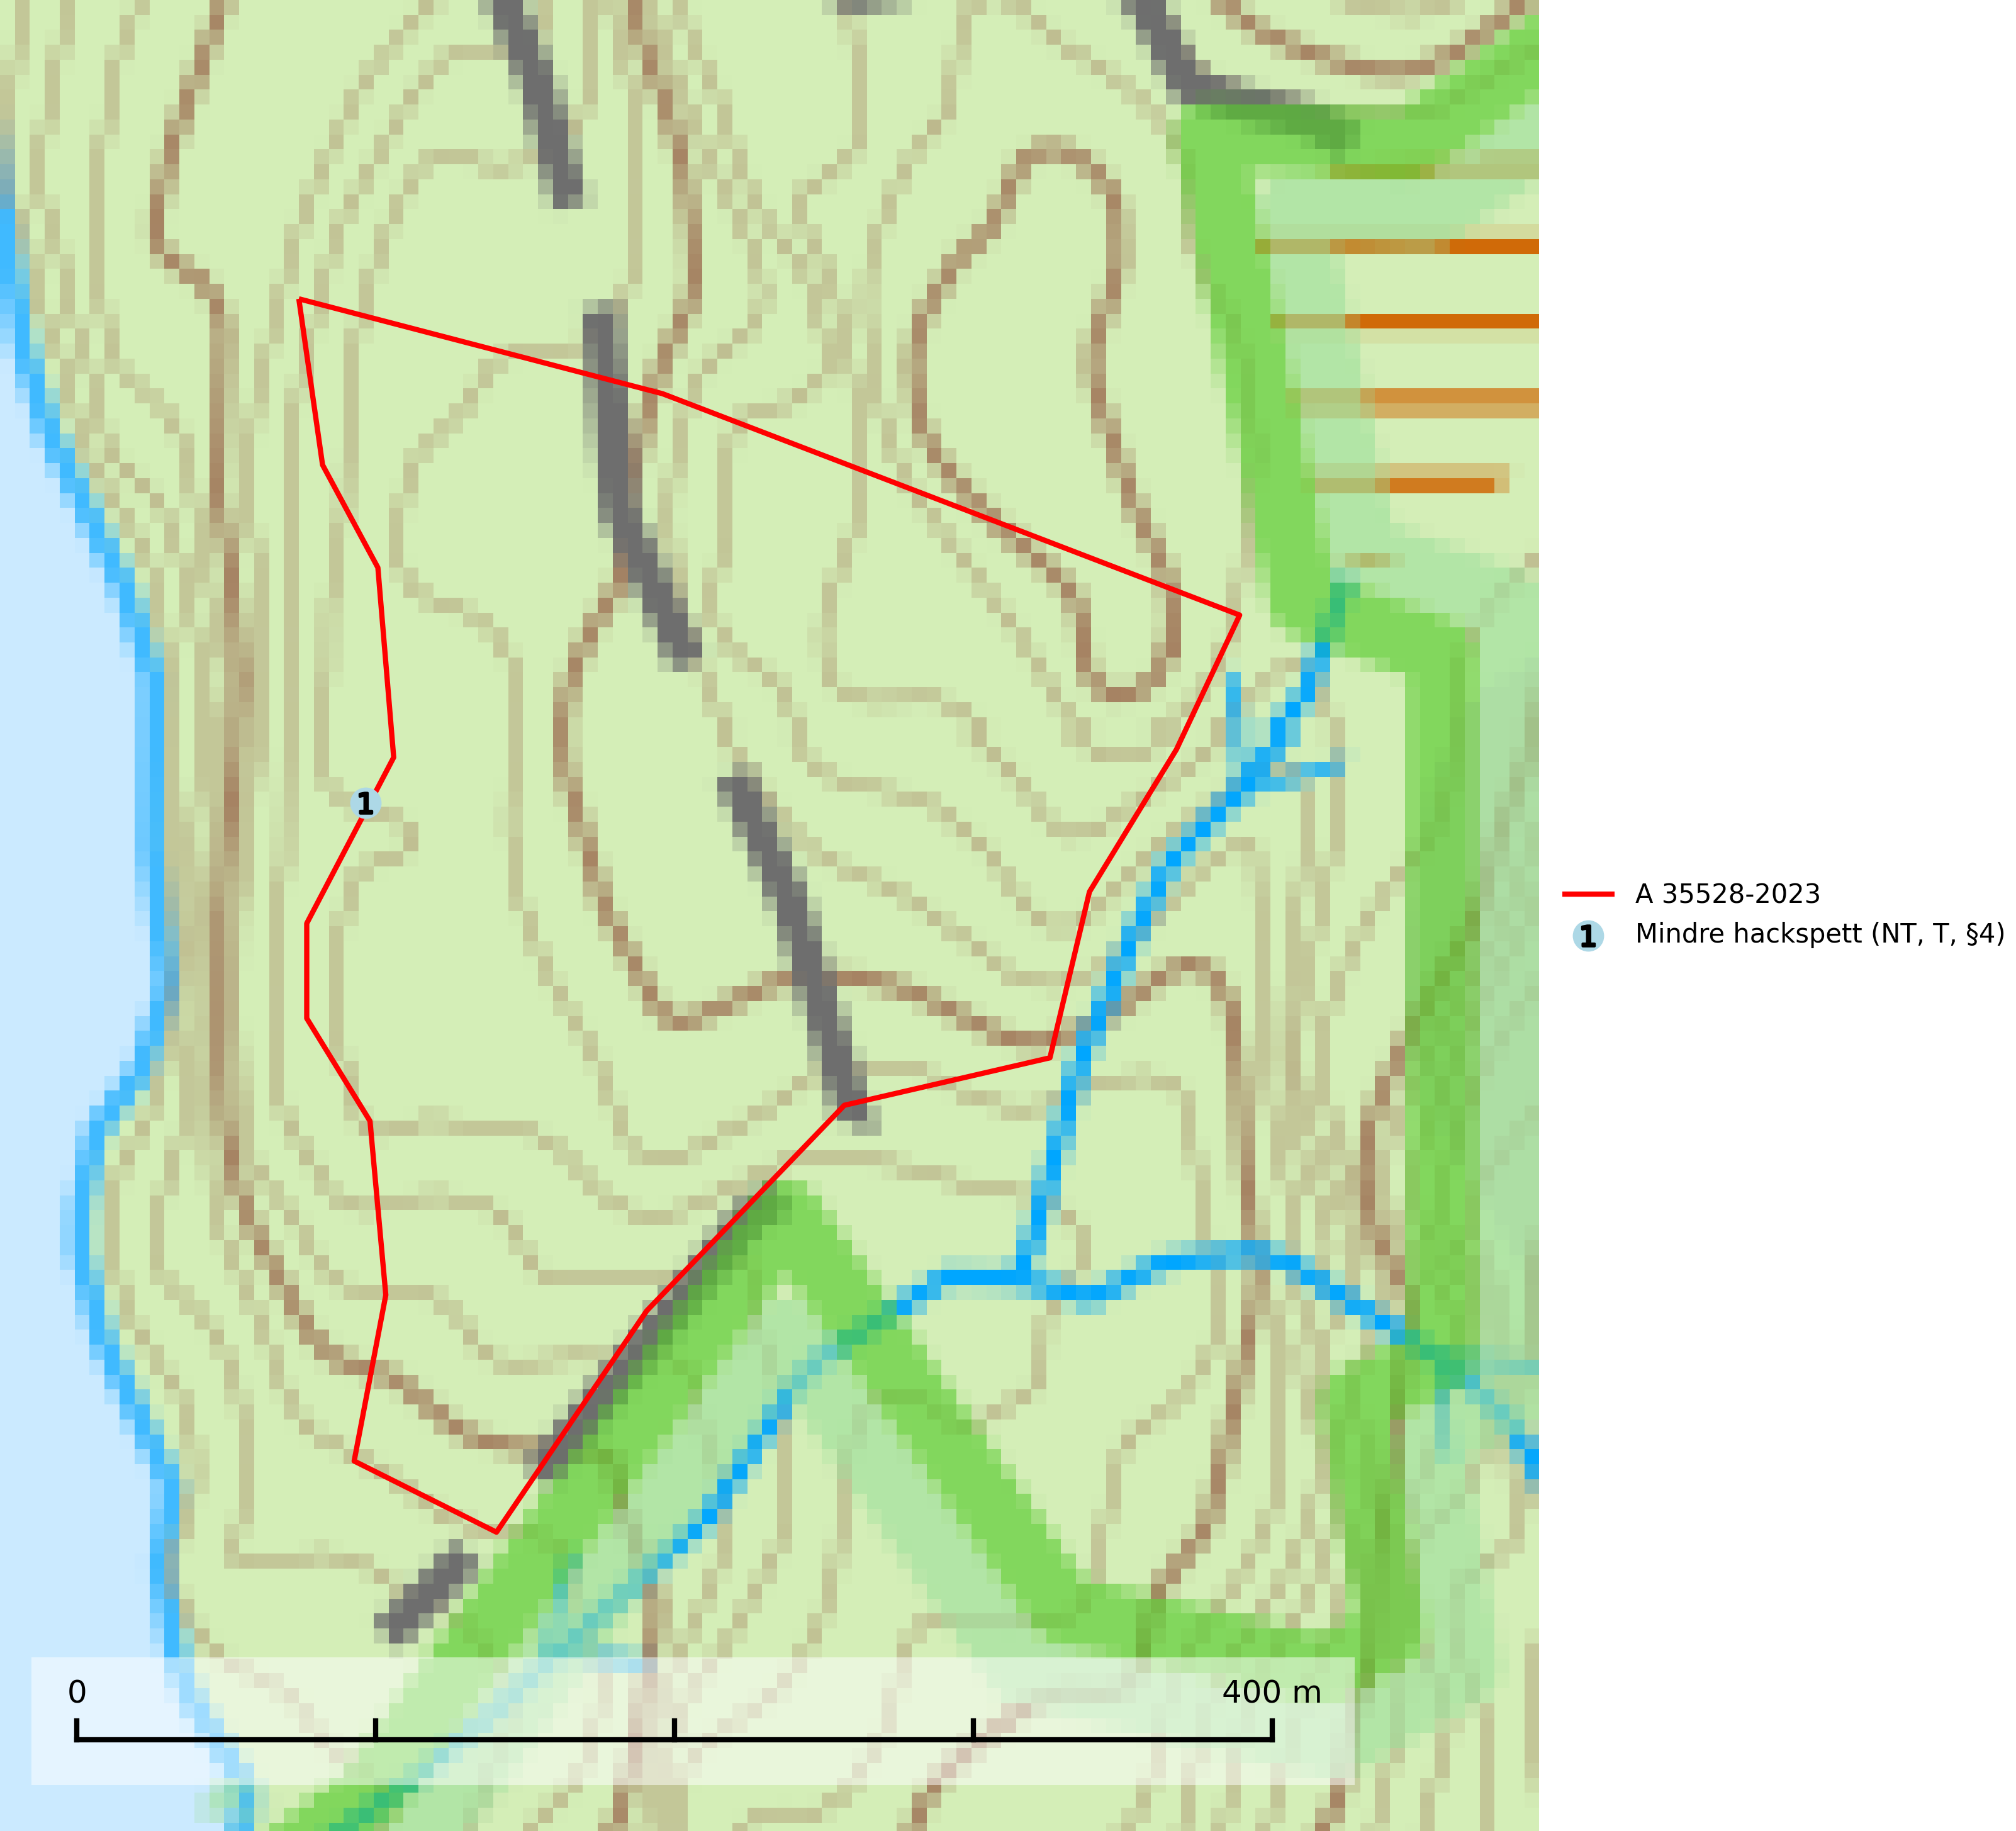 1
A 35528-2023
1 Mindre hackspett (NT, T, §4)
0 400 m